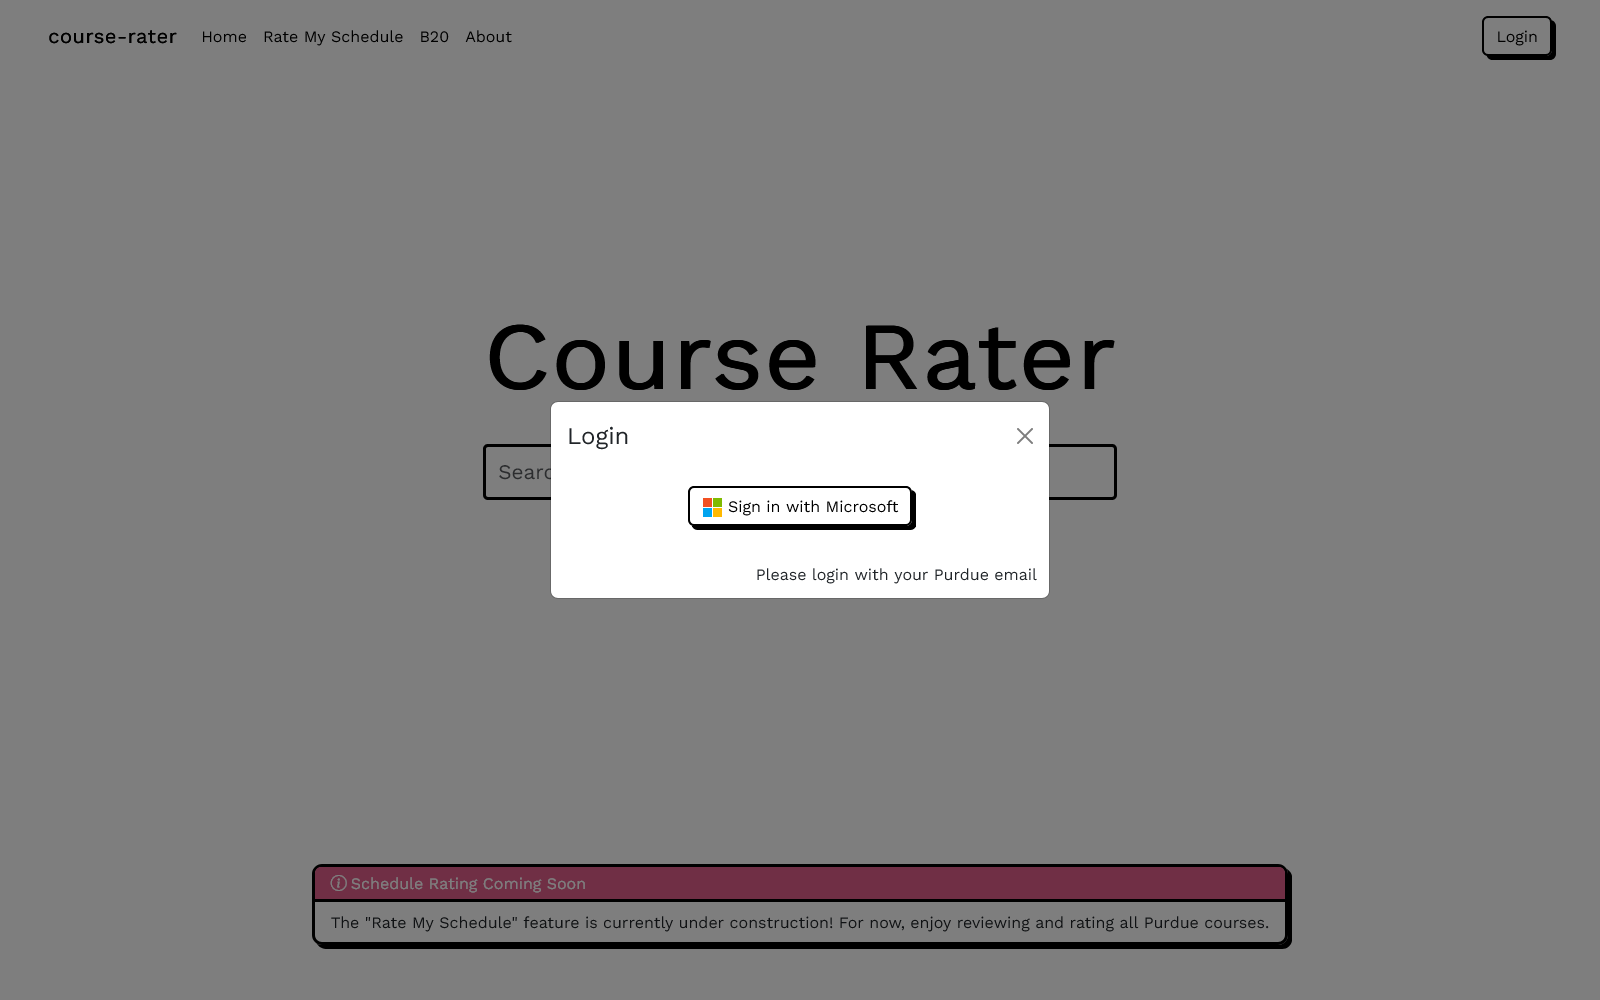 course-rater Home Rate My Schedule B20 About Login
Course Rater
Login
Sign in with Microsoft
Please login with your Purdue email
Schedule Rating Coming Soon
The "Rate My Schedule" feature is currently under construction! For now, enjoy reviewing and rating all Purdue courses.